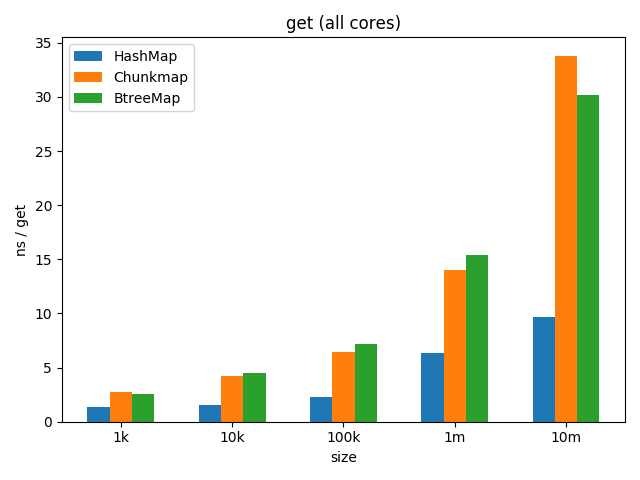 get (all cores)
HashMap
Chunkmap
BtreeMap
ns / get
35
30
25
20
15
10
5
0
1k
10k
100k
1m
10m
size